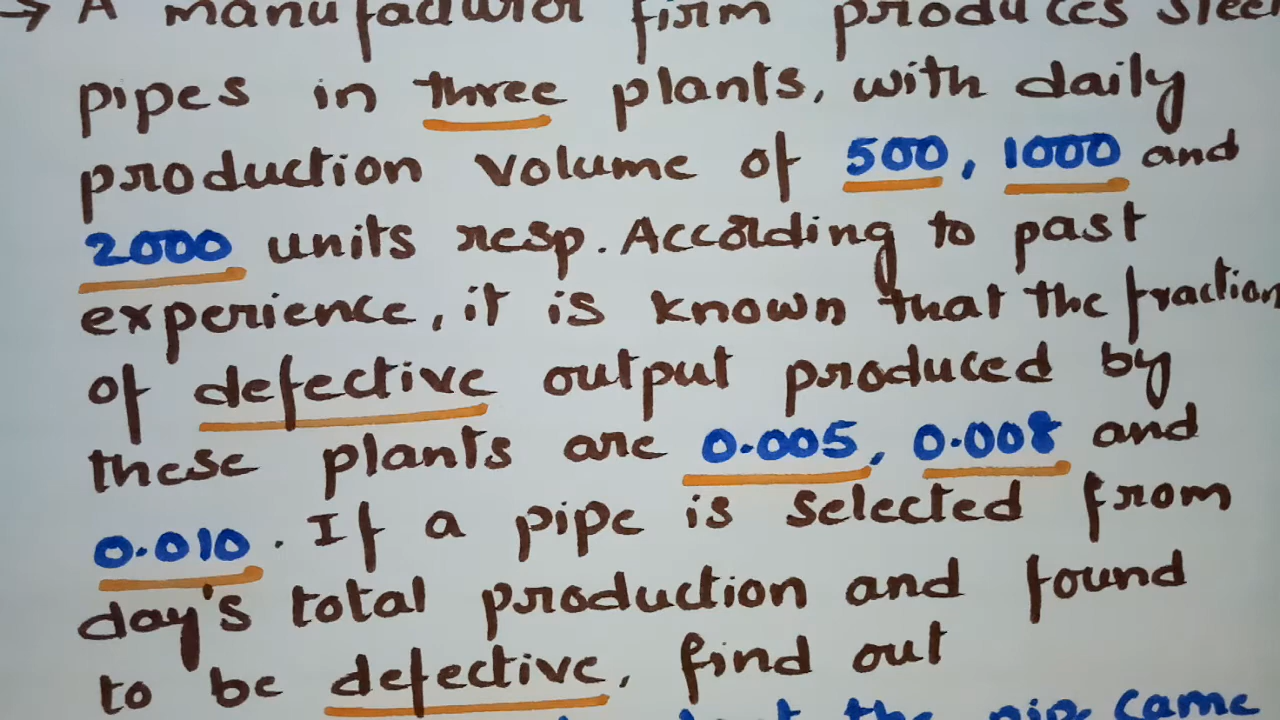 → A manufacturer firm produces steel
pipes in three plants, with daily
production volume of 500, 1000 and
2000 units resp. According to past
experience, it is known that the fraction
of defective output produced by
these plants are 0.005, 0.008 and
0.010. If a pipe is selected from
day's total production and found
to be defective, find out
the pipe came